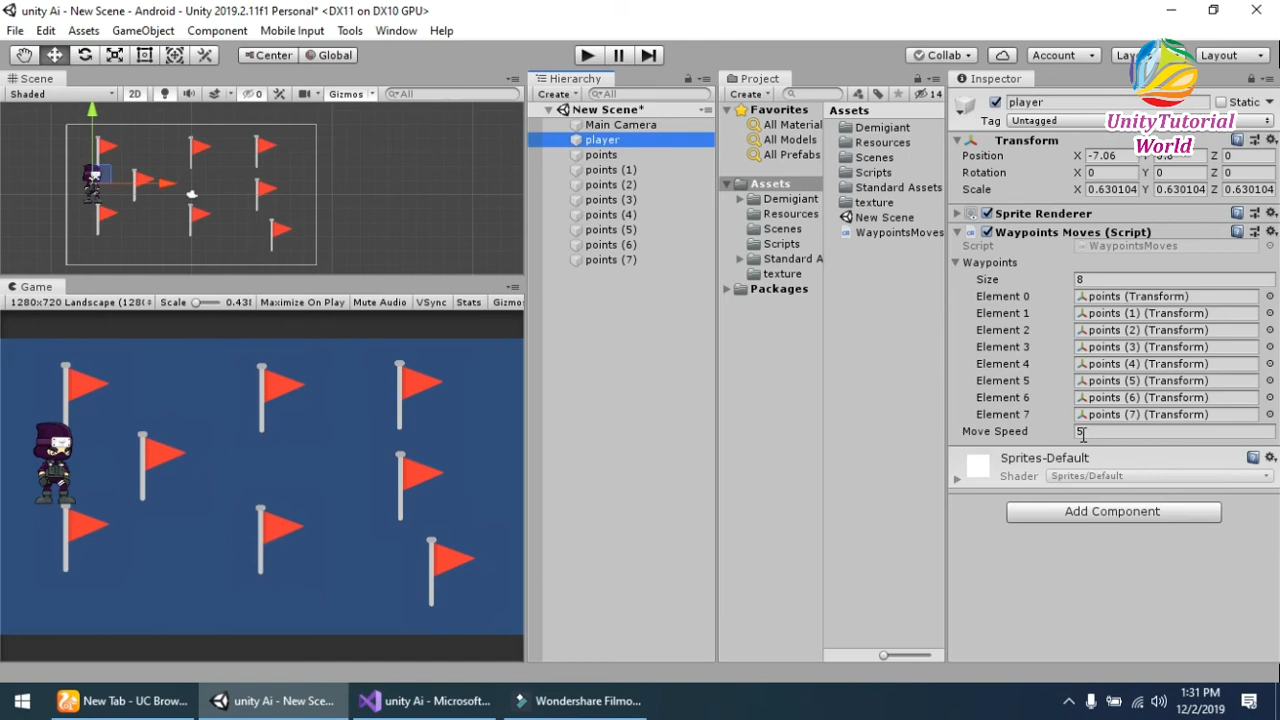 unity Ai - New Scene - Android - Unity 2019.2.11f1 Personal* <DX11 on DX10 GPU>
File Edit Assets GameObject Component Mobile Input Tools Window Help
Center Global Collab Account Layout
UnityTutorial
World
Scene
Shaded 2D 0 Gizmos All
Game
1280x720 Landscape (128( Scale 0.43 Maximize On Play Mute Audio VSync Stats Gizmos
Hierarchy
Create All
New Scene*
Main Camera
player
points
points (1)
points (2)
points (3)
points (4)
points (5)
points (6)
points (7)
Project
Create 14
Favorites
All Material
All Models
All Prefabs
Assets
Demigiant
Resources
Scenes
Scripts
Standard A
texture
Packages
Assets
Demigiant
Resources
Scenes
Scripts
Standard Assets
texture
New Scene
WaypointsMoves
Inspector
player Static
Tag Untagged
Transform
Position X -7.06 Z 0
Rotation X 0 Y 0 Z 0
Scale X 0.630104 Y 0.630104 Z 0.630104
Sprite Renderer
Waypoints Moves (Script)
Script WaypointsMoves
Waypoints
Size 8
Element 0 points (Transform)
Element 1 points (1) (Transform)
Element 2 points (2) (Transform)
Element 3 points (3) (Transform)
Element 4 points (4) (Transform)
Element 5 points (5) (Transform)
Element 6 points (6) (Transform)
Element 7 points (7) (Transform)
Move Speed 5
Sprites-Default
Shader Sprites/Default
Add Component
New Tab - UC Brow... unity Ai - New Sce... unity Ai - Microsoft... Wondershare Filmo...
1:31 PM
12/2/2019